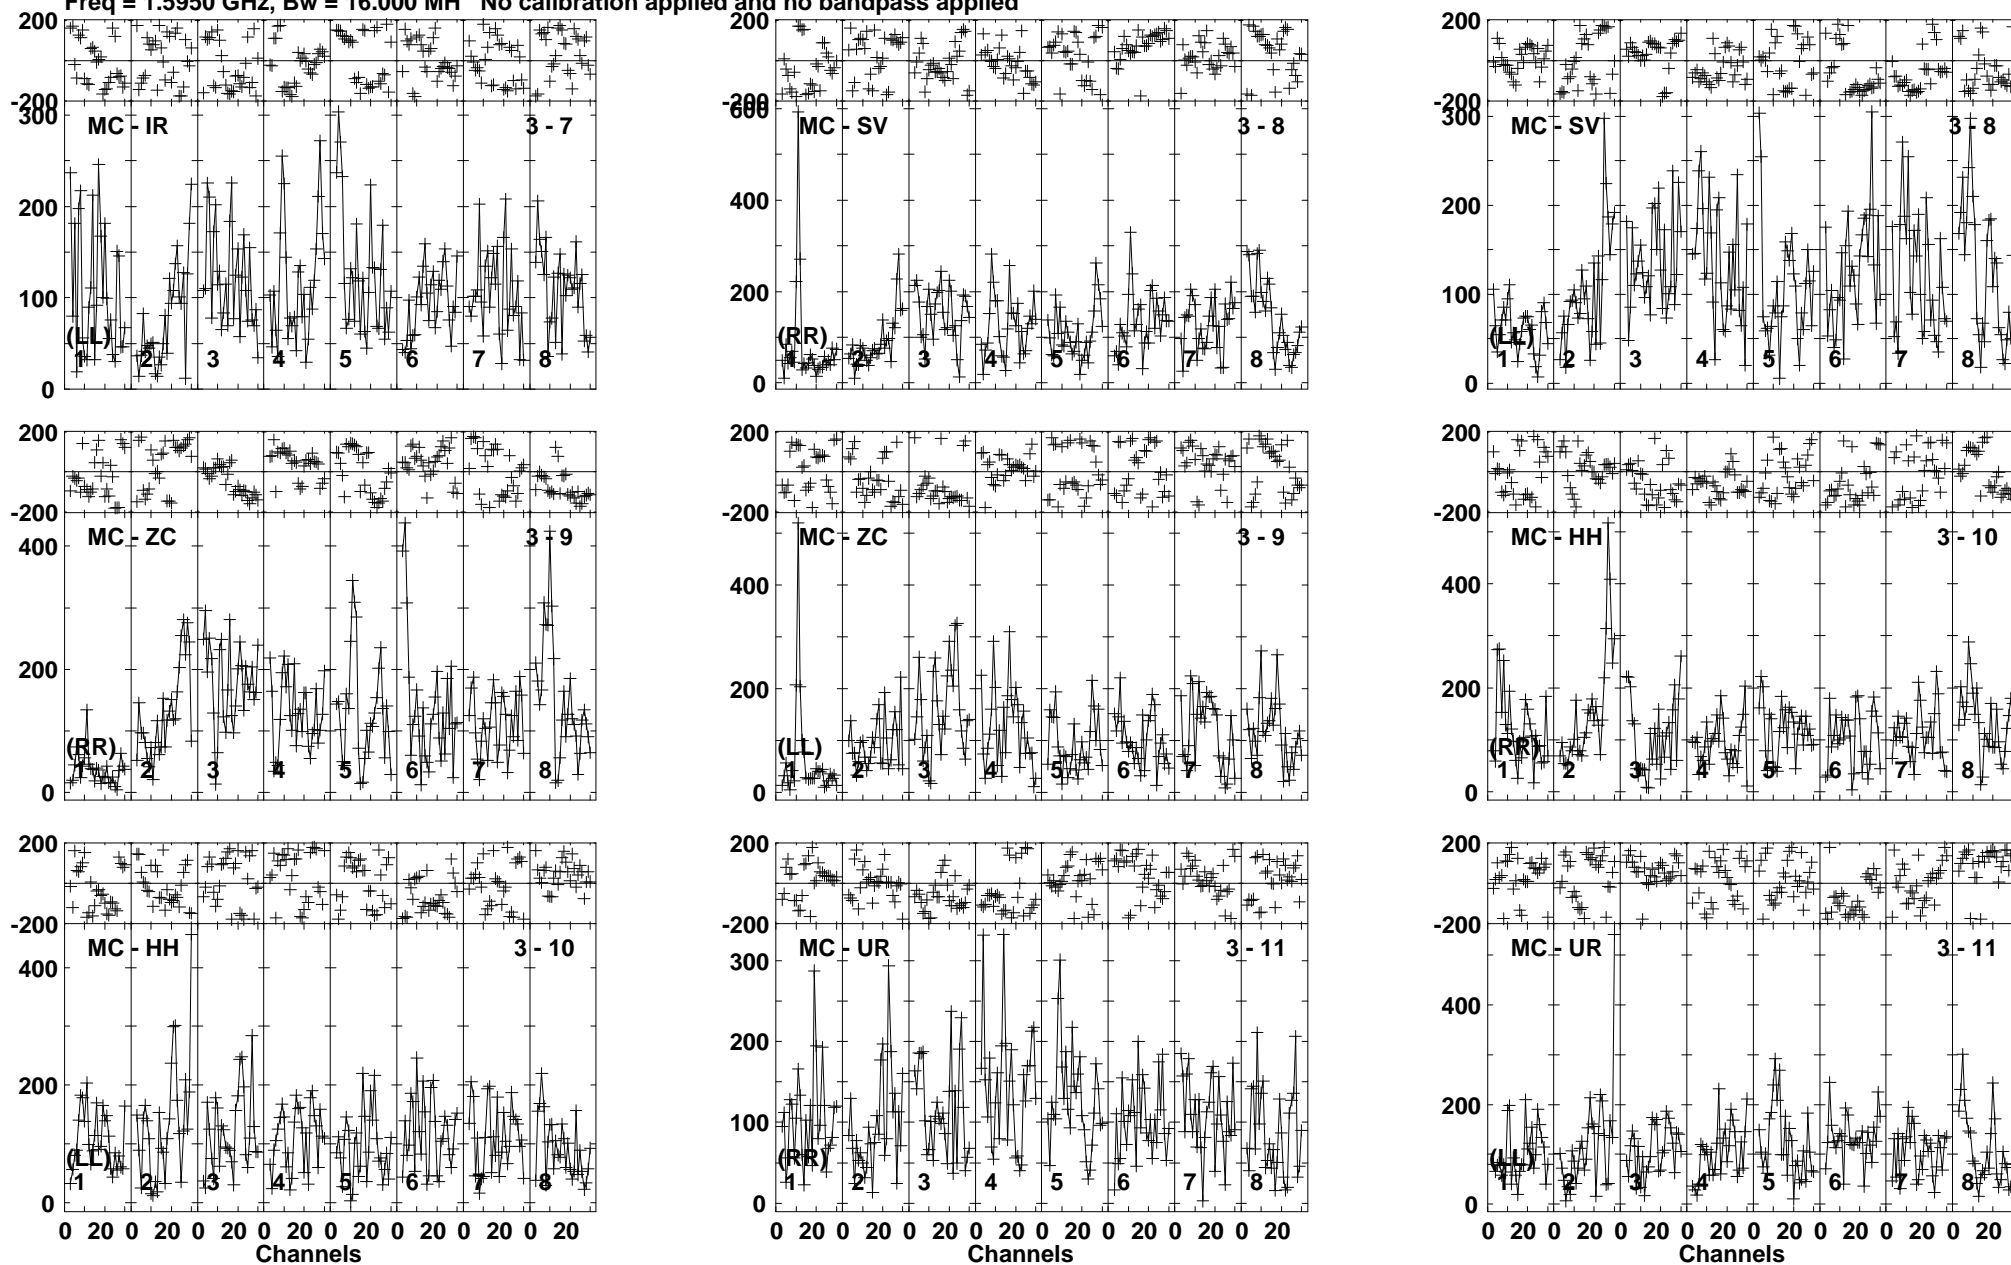 Freq = 1.5950 GHz, Bw = 16.000 MH   No calibration applied and no bandpass applied
200 200 200
-200 -200 -200
300 600 300
MC - IR 3 - 7 MC - SV 3 - 8 MC - SV 3 - 8
200 400 200
100 200 100
(LL) (RR) (LL)
1 2 3 4 5 6 7 8 1 2 3 4 5 6 7 8 1 2 3 4 5 6 7 8
0 0 0
200 200 200
-200 -200 -200
MC - ZC 3 - 9 MC - ZC 3 - 9 MC - HH 3 - 10
400 400 400
200 200 200
(RR) (LL) (RR)
1 2 3 4 5 6 7 8 1 2 3 4 5 6 7 8 1 2 3 4 5 6 7 8
0 0 0
200 200 200
-200 -200 -200
MC - HH 3 - 10 MC - UR 3 - 11 MC - UR 3 - 11
400 300 400
200 200 200
100
(LL) (RR) (LL)
1 2 3 4 5 6 7 8 1 2 3 4 5 6 7 8 1 2 3 4 5 6 7 8
0 0 0
0 20 0 20 0 20 0 20 0 20 0 20 0 20 0 20 0 20 0 20 0 20 0 20 0 20 0 20 0 20 0 20 0 20 0 20 0 20 0 20 0 20 0 20 0 20 0 20
Channels Channels Channels